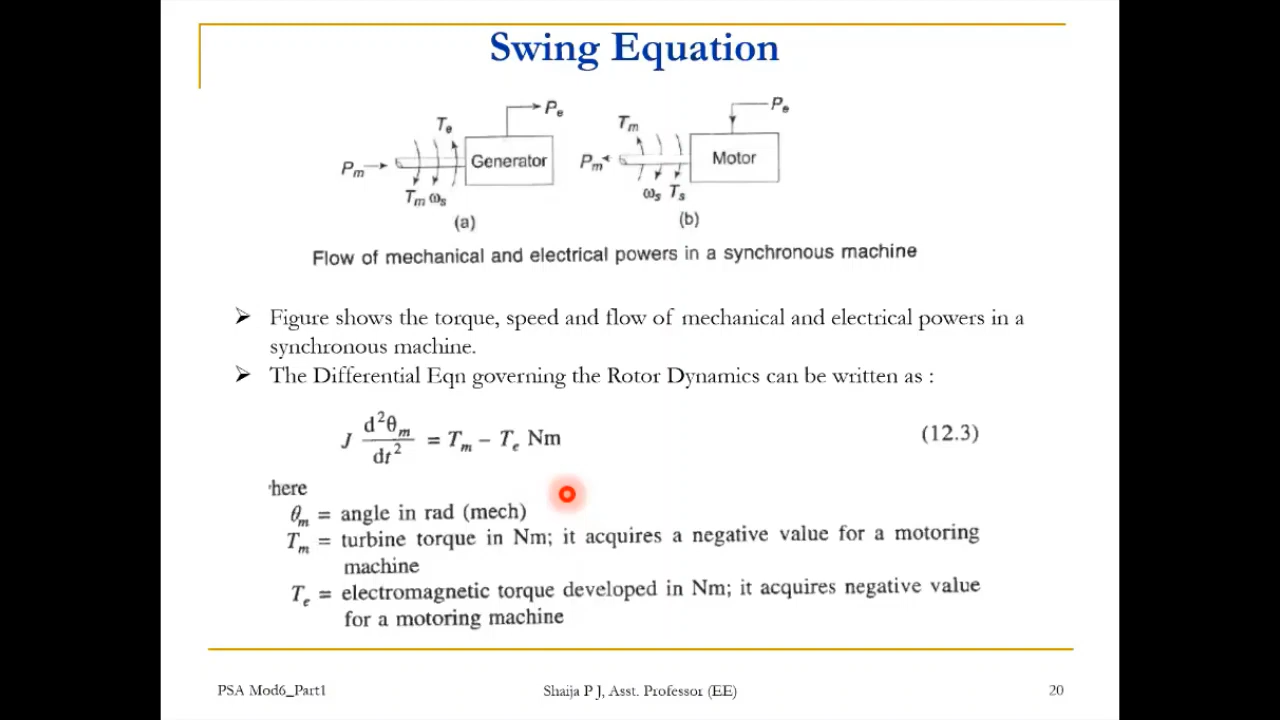 Swing Equation
Pm
Te
Tm ωs
Generator
Pe
(a)
Tm
Pm
ωs Ts
Motor
Pe
(b)
Flow of mechanical and electrical powers in a synchronous machine
Figure shows the torque, speed and flow of mechanical and electrical powers in a
synchronous machine.
The Differential Eqn governing the Rotor Dynamics can be written as :
J d²θm/dt² = Tm – Te Nm (12.3)
here
θm = angle in rad (mech)
Tm = turbine torque in Nm; it acquires a negative value for a motoring
machine
Te = electromagnetic torque developed in Nm; it acquires negative value
for a motoring machine
PSA Mod6_Part1 Shaija P J, Asst. Professor (EE) 20